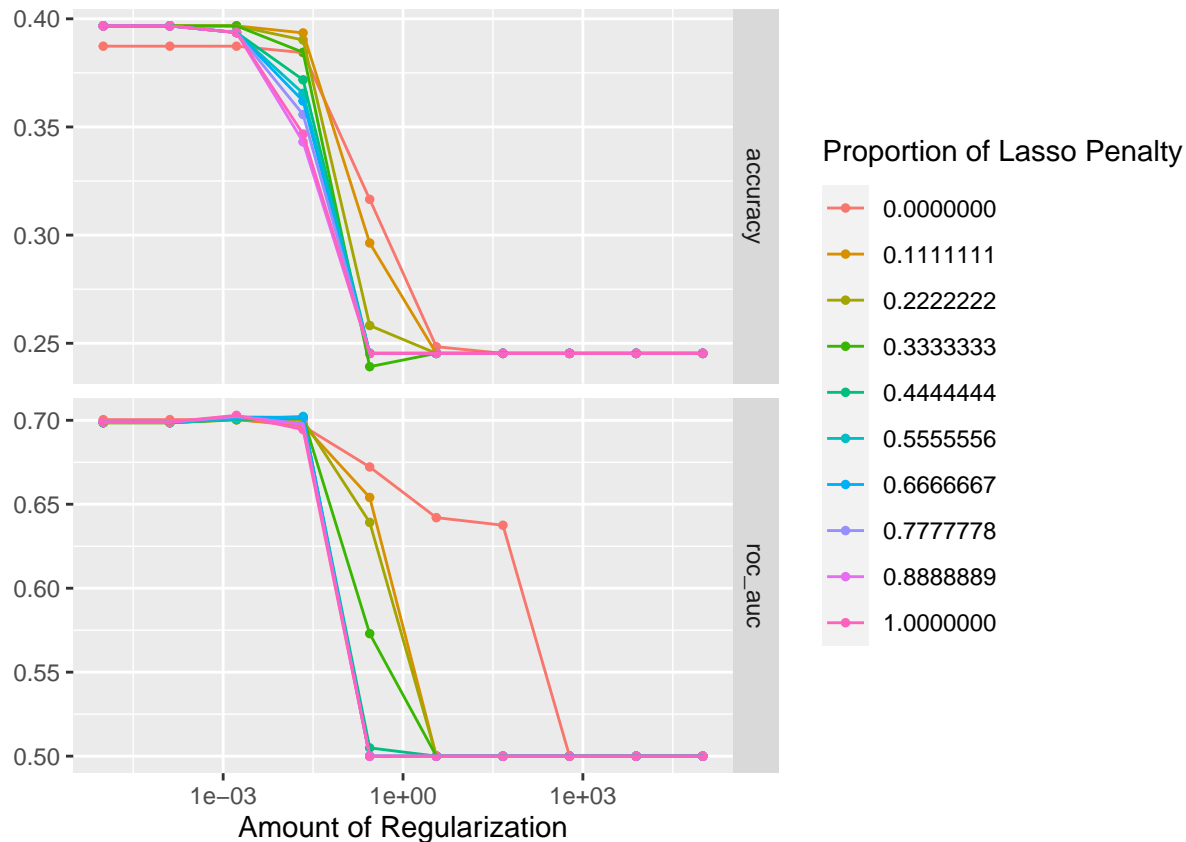 0.40
0.35
0.30
0.25
accuracy
0.70
0.65
0.60
0.55
0.50
roc_auc
1e−03
1e+00
1e+03
Amount of Regularization
Proportion of Lasso Penalty
0.0000000
0.1111111
0.2222222
0.3333333
0.4444444
0.5555556
0.6666667
0.7777778
0.8888889
1.0000000